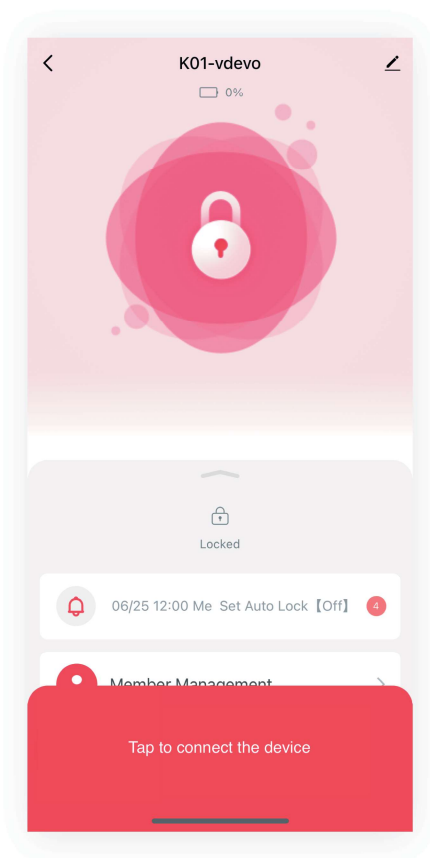 K01-vdevo
0%
Locked
06/25 12:00 Me Set Auto Lock【Off】 4
Member Management
Tap to connect the device